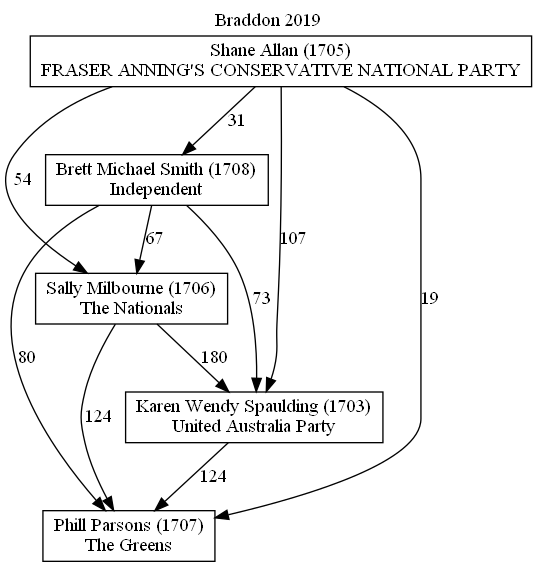 Braddon 2019
Shane Allan (1705)
FRASER ANNING'S CONSERVATIVE NATIONAL PARTY
31
Brett Michael Smith (1708)
Independent
54
67
107
Sally Milbourne (1706)
The Nationals
73
19
80
180
Karen Wendy Spaulding (1703)
United Australia Party
124
124
Phill Parsons (1707)
The Greens